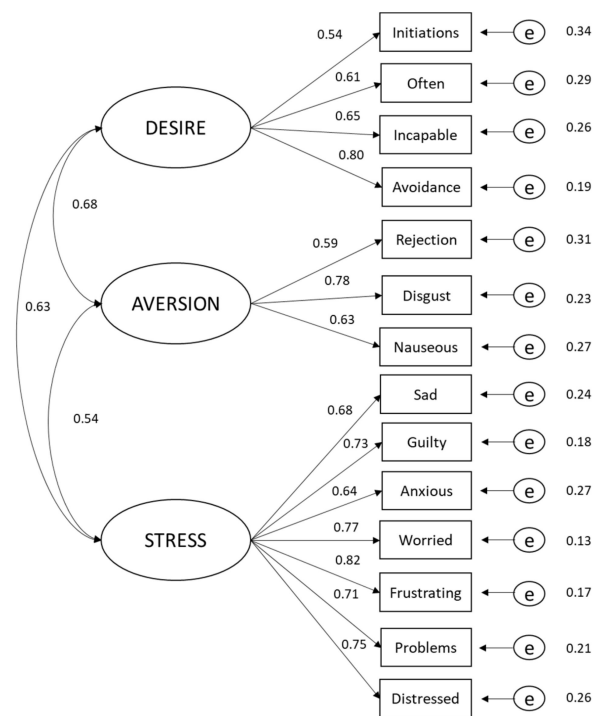 0.54 Initiations e 0.34
0.61 Often e 0.29
DESIRE 0.65 Incapable e 0.26
0.80 Avoidance e 0.19
0.68
0.59 Rejection e 0.31
0.63 AVERSION 0.78 Disgust e 0.23
0.63 Nauseous e 0.27
0.54
0.68 Sad e 0.24
0.73 Guilty e 0.18
0.64 Anxious e 0.27
STRESS 0.77 Worried e 0.13
0.82 Frustrating e 0.17
0.71 Problems e 0.21
0.75 Distressed e 0.26